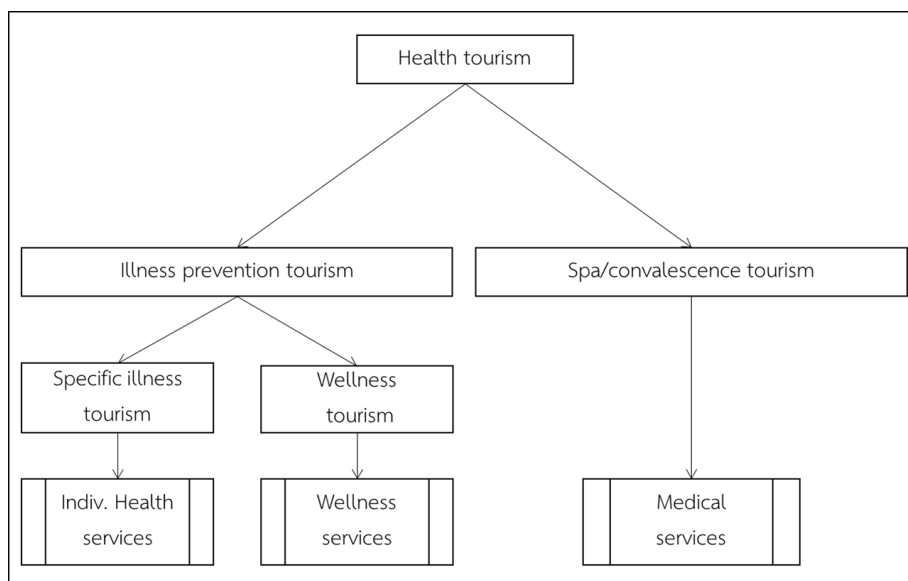 Health tourism
Illness prevention tourism
Spa/convalescence tourism
Specific illness
tourism
Wellness
tourism
Indiv. Health
services
Wellness
services
Medical
services